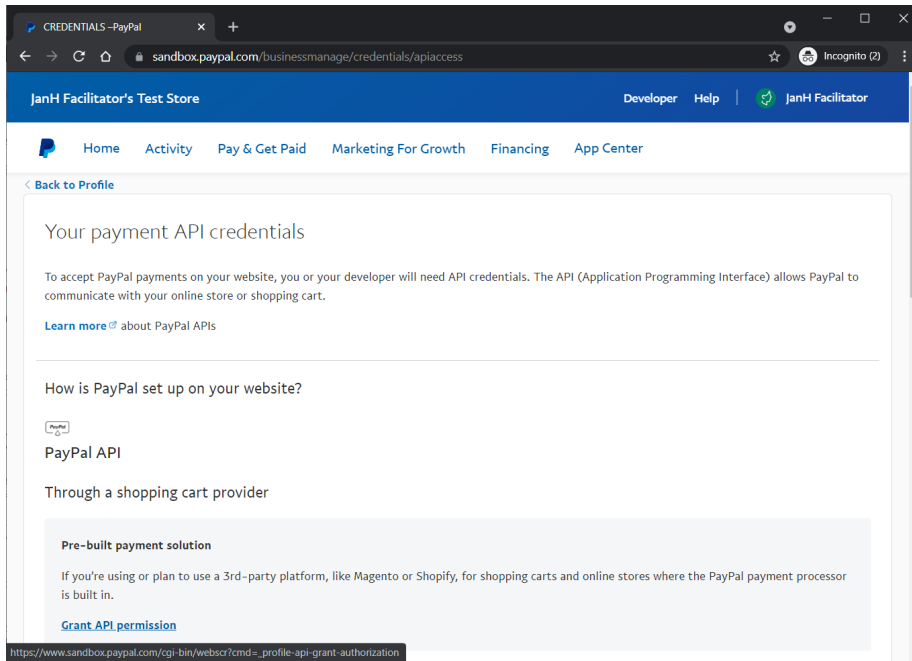 CREDENTIALS –PayPal
sandbox.paypal.com/businessmanage/credentials/apiaccess
Incognito (2)
JanH Facilitator's Test Store
Developer
Help
JanH Facilitator
Home
Activity
Pay & Get Paid
Marketing For Growth
Financing
App Center
Back to Profile
Your payment API credentials
To accept PayPal payments on your website, you or your developer will need API credentials. The API (Application Programming Interface) allows PayPal to
communicate with your online store or shopping cart.
Learn more about PayPal APIs
How is PayPal set up on your website?
PayPal
PayPal API
Through a shopping cart provider
Pre-built payment solution
If you're using or plan to use a 3rd-party platform, like Magento or Shopify, for shopping carts and online stores where the PayPal payment processor
is built in.
Grant API permission
https://www.sandbox.paypal.com/cgi-bin/webscr?cmd=_profile-api-grant-authorization